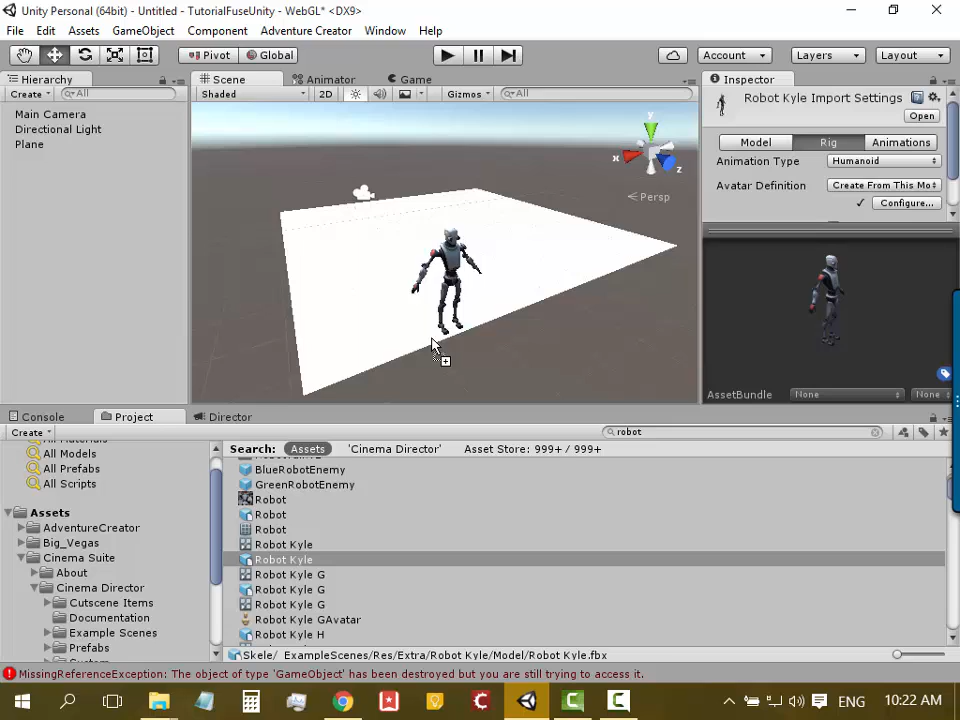 Unity Personal (64bit) - Untitled - TutorialFuseUnity - WebGL* <DX9>
File Edit Assets GameObject Component Adventure Creator Window Help
Pivot Global Account Layers Layout
Hierarchy Scene Animator Game Inspector
Create All Shaded 2D Gizmos All
Robot Kyle Import Settings
Open
Main Camera
Directional Light
Plane
y
x
z
Persp
Model Rig Animations
Animation Type Humanoid
Avatar Definition Create From This Mo
Configure...
AssetBundle None None
Console Project Director
Create robot
All Models
All Prefabs
All Scripts
Assets
AdventureCreator
Big_Vegas
Cinema Suite
About
Cinema Director
Cutscene Items
Documentation
Example Scenes
Prefabs
Search: Assets 'Cinema Director' Asset Store: 999+ / 999+
BlueRobotEnemy
GreenRobotEnemy
Robot
Robot
Robot
Robot Kyle
Robot Kyle
Robot Kyle G
Robot Kyle G
Robot Kyle G
Robot Kyle GAvatar
Robot Kyle H
Skele/_ExampleScenes/Res/Extra/Robot Kyle/Model/Robot Kyle.fbx
MissingReferenceException: The object of type 'GameObject' has been destroyed but you are still trying to access it.
ENG 10:22 AM